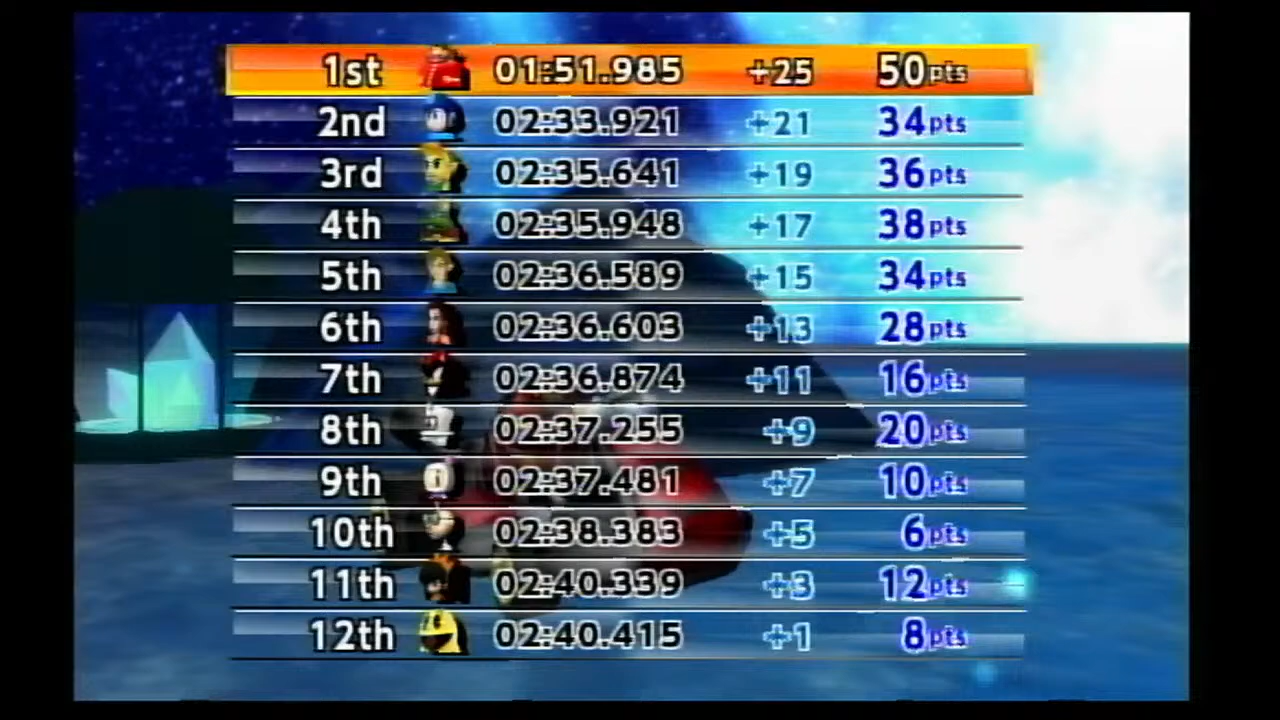 1st 01:51.985 +25 50pts
2nd 02:33.921 +21 34pts
3rd 02:35.641 +19 36pts
4th 02:35.948 +17 38pts
5th 02:36.589 +15 34pts
6th 02:36.603 +13 28pts
7th 02:36.874 +11 16pts
8th 02:37.255 +9 20pts
9th 02:37.481 +7 10pts
10th 02:38.383 +5 6pts
11th 02:40.339 +3 12pts
12th 02:40.415 +1 8pts